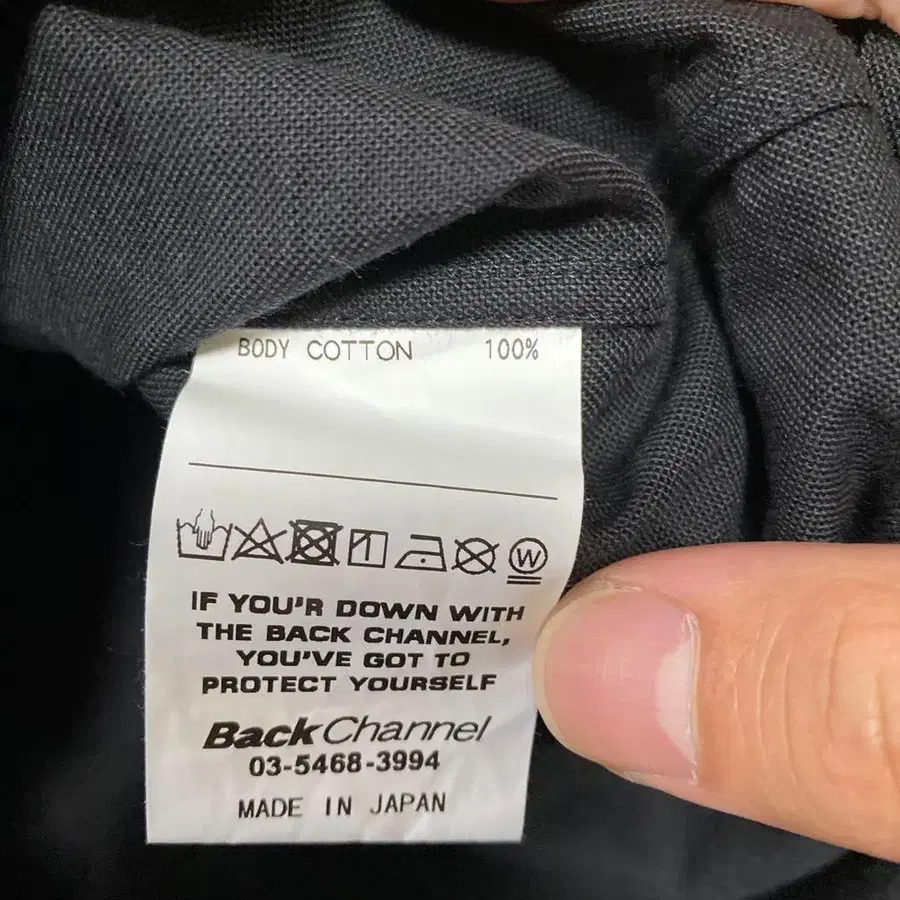 BODY COTTON 100%
W
IF YOU'R DOWN WITH
THE BACK CHANNEL,
YOU'VE GOT TO
PROTECT YOURSELF
BackChannel
03-5468-3994
MADE IN JAPAN